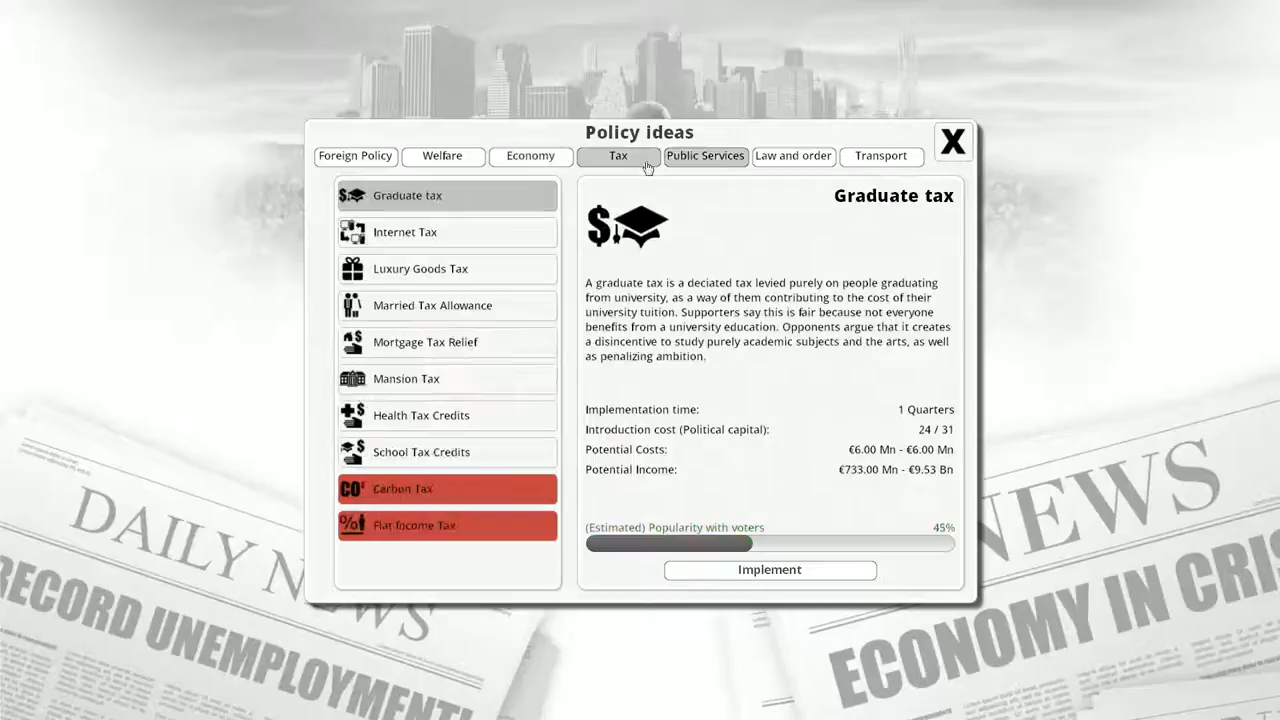 Policy ideas
X
Foreign Policy
Welfare
Economy
Tax
Public Services
Law and order
Transport
Graduate tax
Internet Tax
Luxury Goods Tax
Married Tax Allowance
Mortgage Tax Relief
Mansion Tax
Health Tax Credits
School Tax Credits
CO² Carbon Tax
Flat Income Tax
Graduate tax
A graduate tax is a deciated tax levied purely on people graduating
from university, as a way of them contributing to the cost of their
university tuition. Supporters say this is fair because not everyone
benefits from a university education. Opponents argue that it creates
a disincentive to study purely academic subjects and the arts, as well
as penalizing ambition.
Implementation time: 1 Quarters
Introduction cost (Political capital): 24 / 31
Potential Costs: €6.00 Mn - €6.00 Mn
Potential Income: €733.00 Mn - €9.53 Bn
(Estimated) Popularity with voters 45%
Implement
DAILY NEWS
RECORD UNEMPLOYMENT!
NEWS
ECONOMY IN CRIS